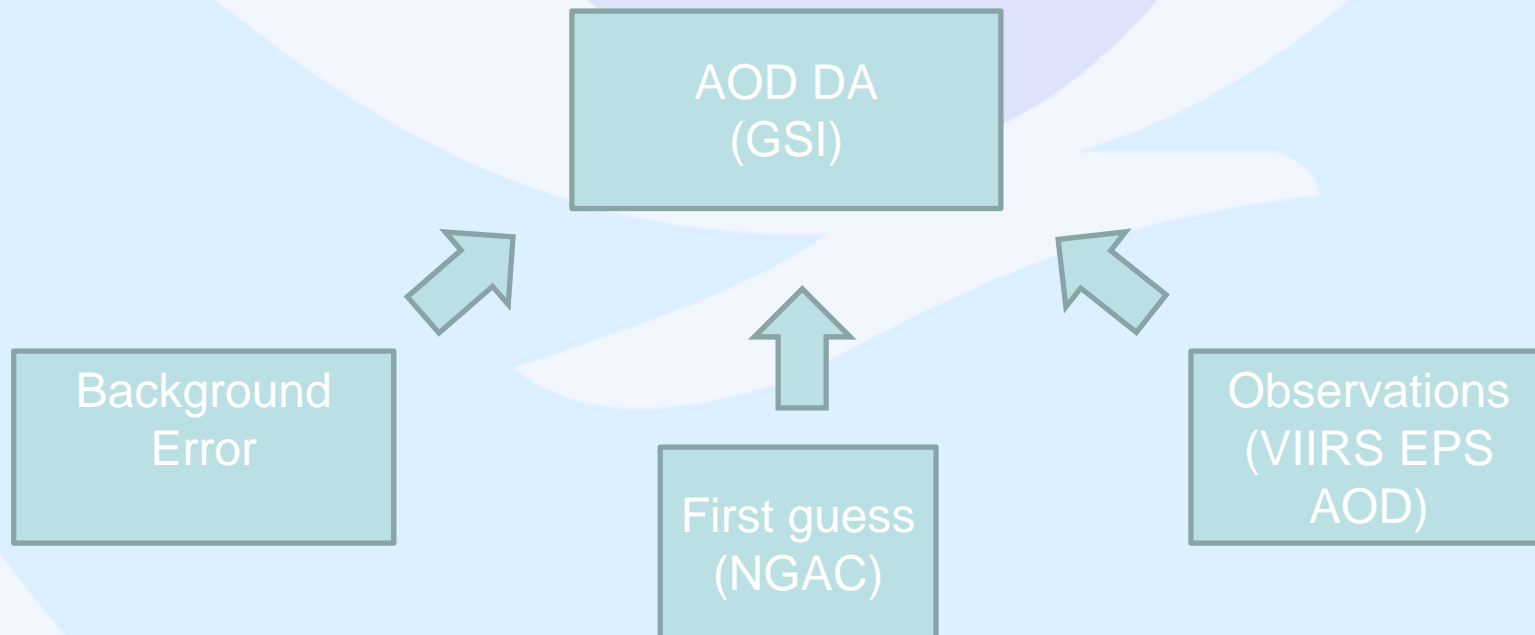 AOD DA
(GSI)
Background
Error
First guess
(NGAC)
Observations
(VIIRS EPS
AOD)